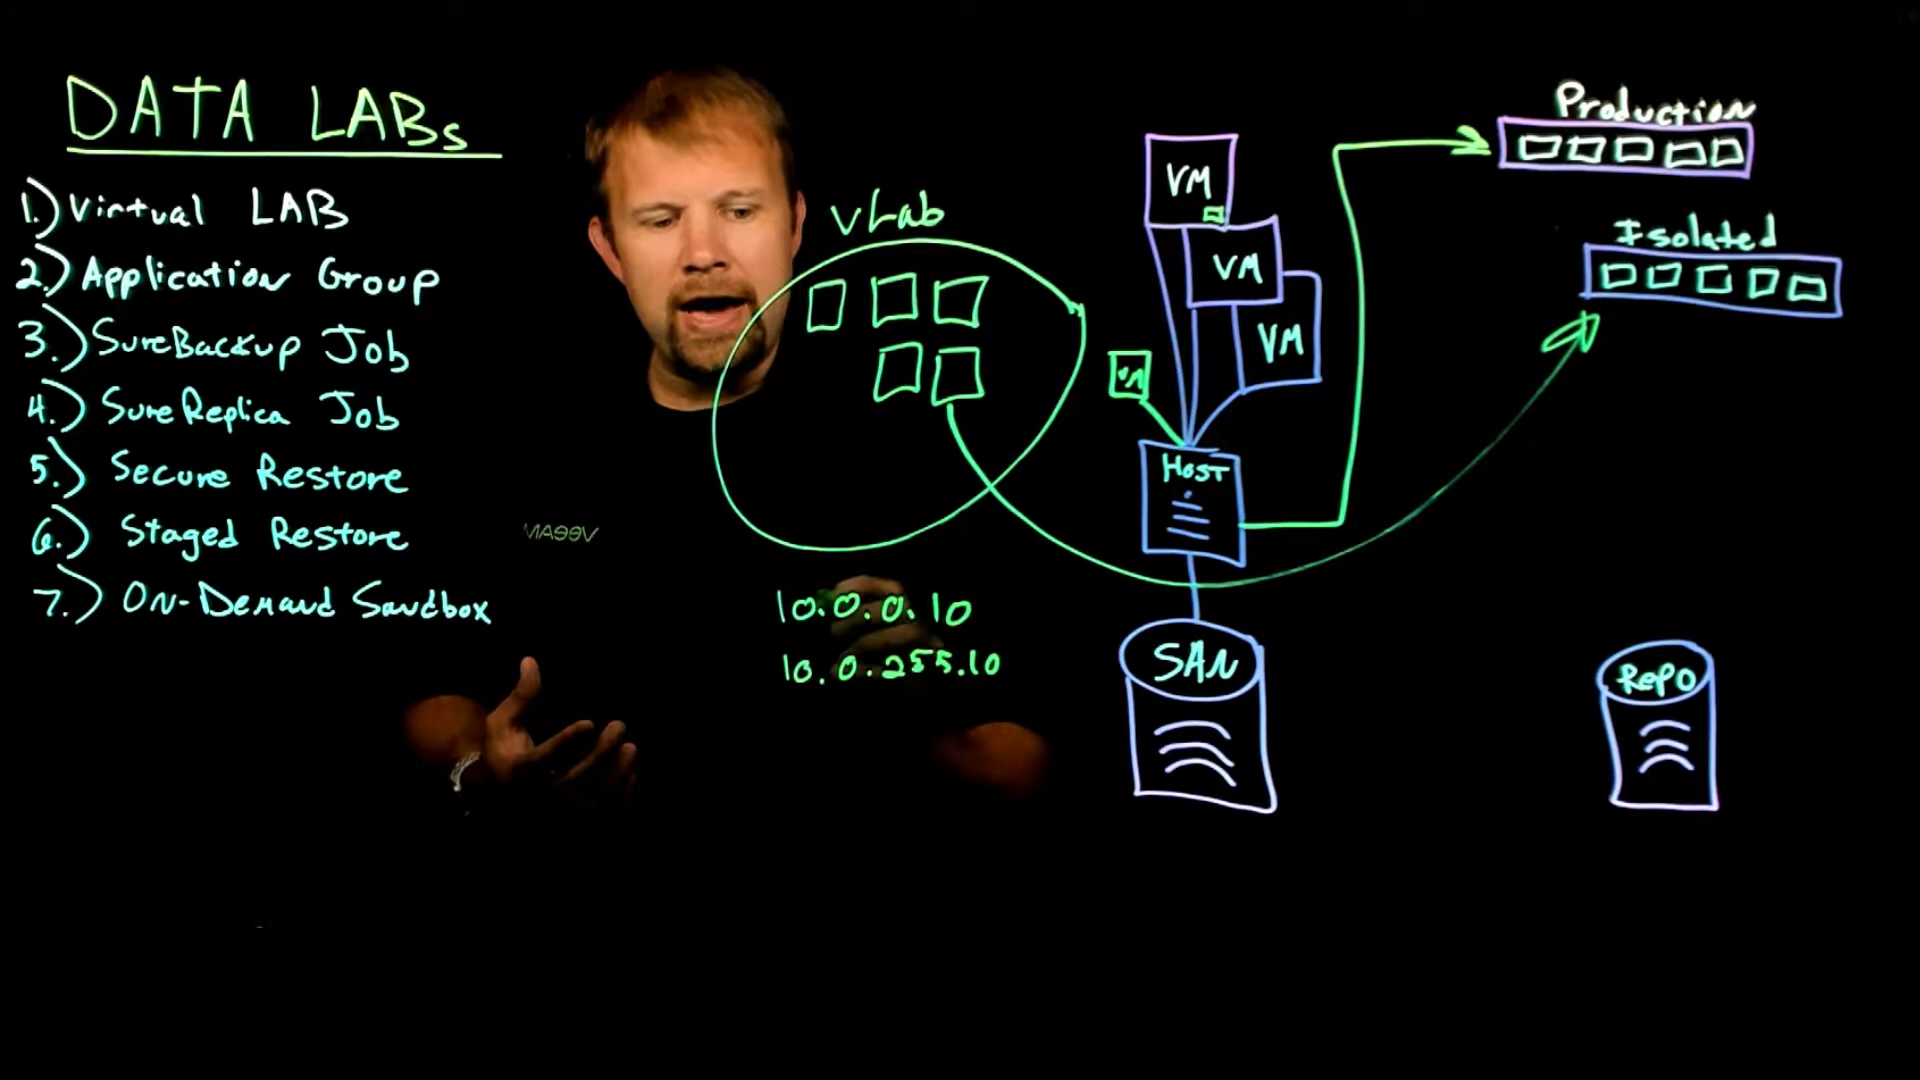 DATA LABs
1.) Virtual LAB
2.) Application Group
3.) SureBackup Job
4.) SureReplica Job
5.) Secure Restore
6.) Staged Restore
7.) ON-Demand Sandbox
VEEAM
vLab
10.0.0.10
10.0.255.10
VM
VM
VM
VM
HOST
SAN
Production
Isolated
RePO